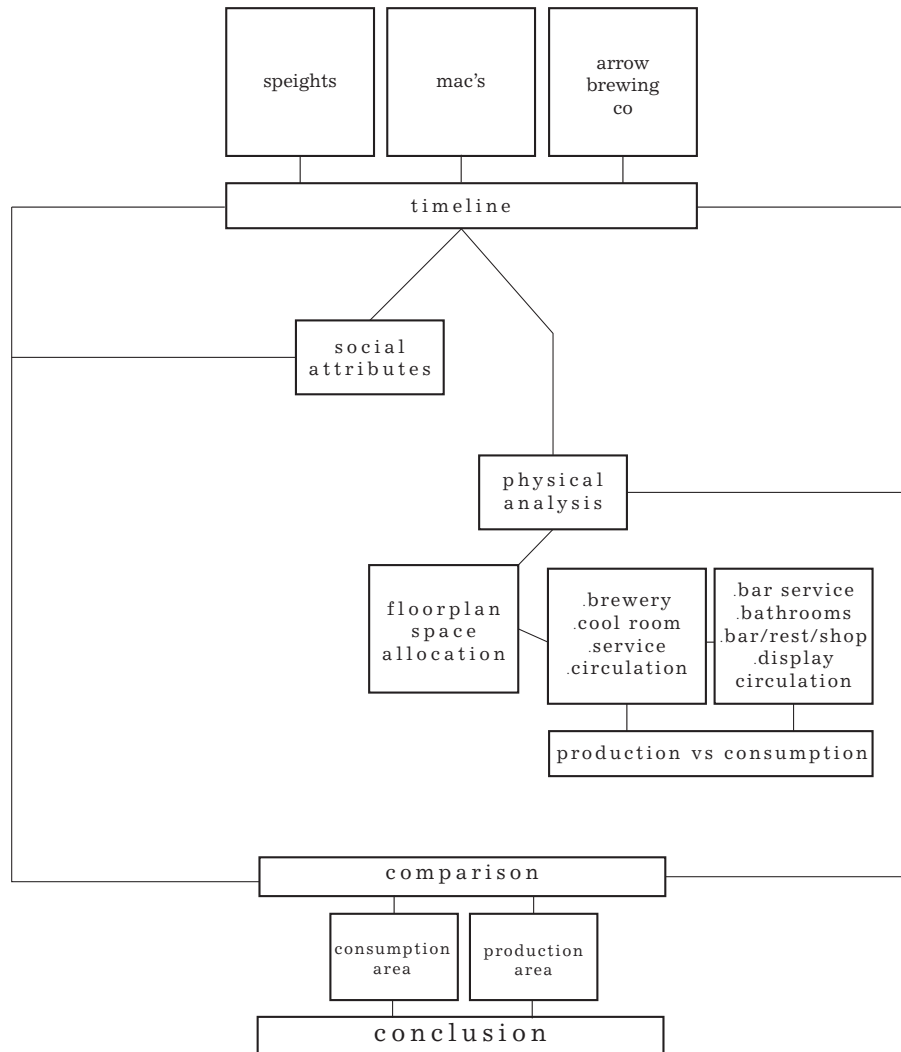 speights
mac's
arrow
brewing
co
timeline
social
attributes
physical
analysis
floorplan
space
allocation
.brewery
.cool room
.service
.circulation
.bar service
.bathrooms
.bar/rest/shop
.display
circulation
production vs consumption
comparison
consumption
area
production
area
conclusion